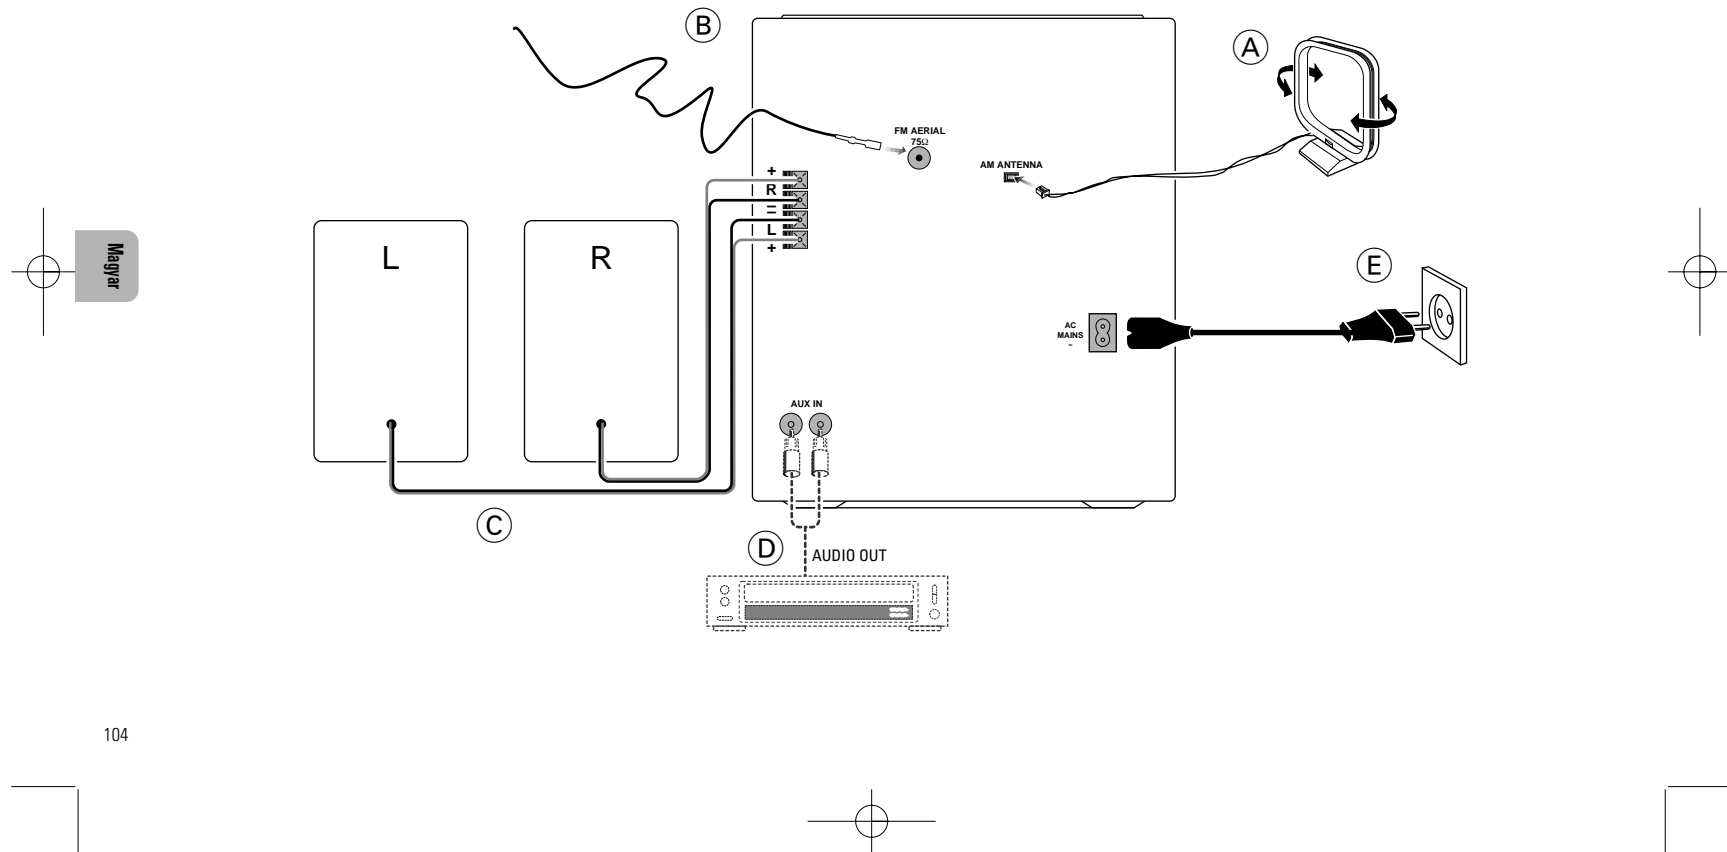 B
A
FM AERIAL
75Ω
AM ANTENNA
+
R
=
L
+
L
R
Magyar
E
AC
MAINS
~
AUX IN
C
D
AUDIO OUT
104